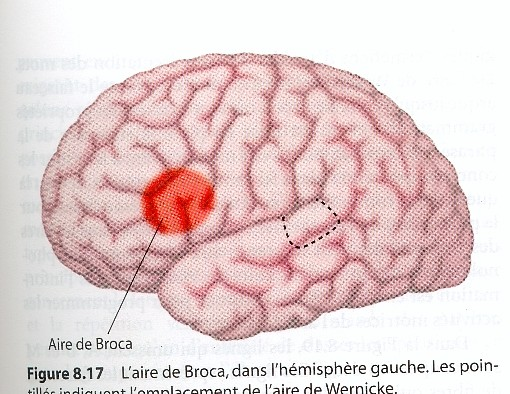 Aire de Broca
Figure 8.17 L'aire de Broca, dans l'hémisphère gauche. Les poin-
tillés indiquent l'emplacement de l'aire de Wernicke.